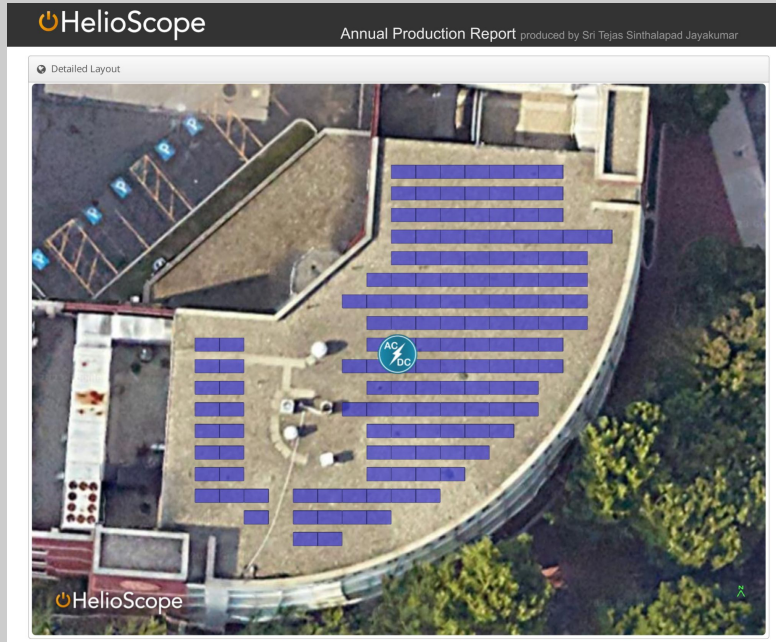 HelioScope
Annual Production Report produced by Sri Tejas Sinthalapad Jayakumar
Detailed Layout
AC
DC
HelioScope
N